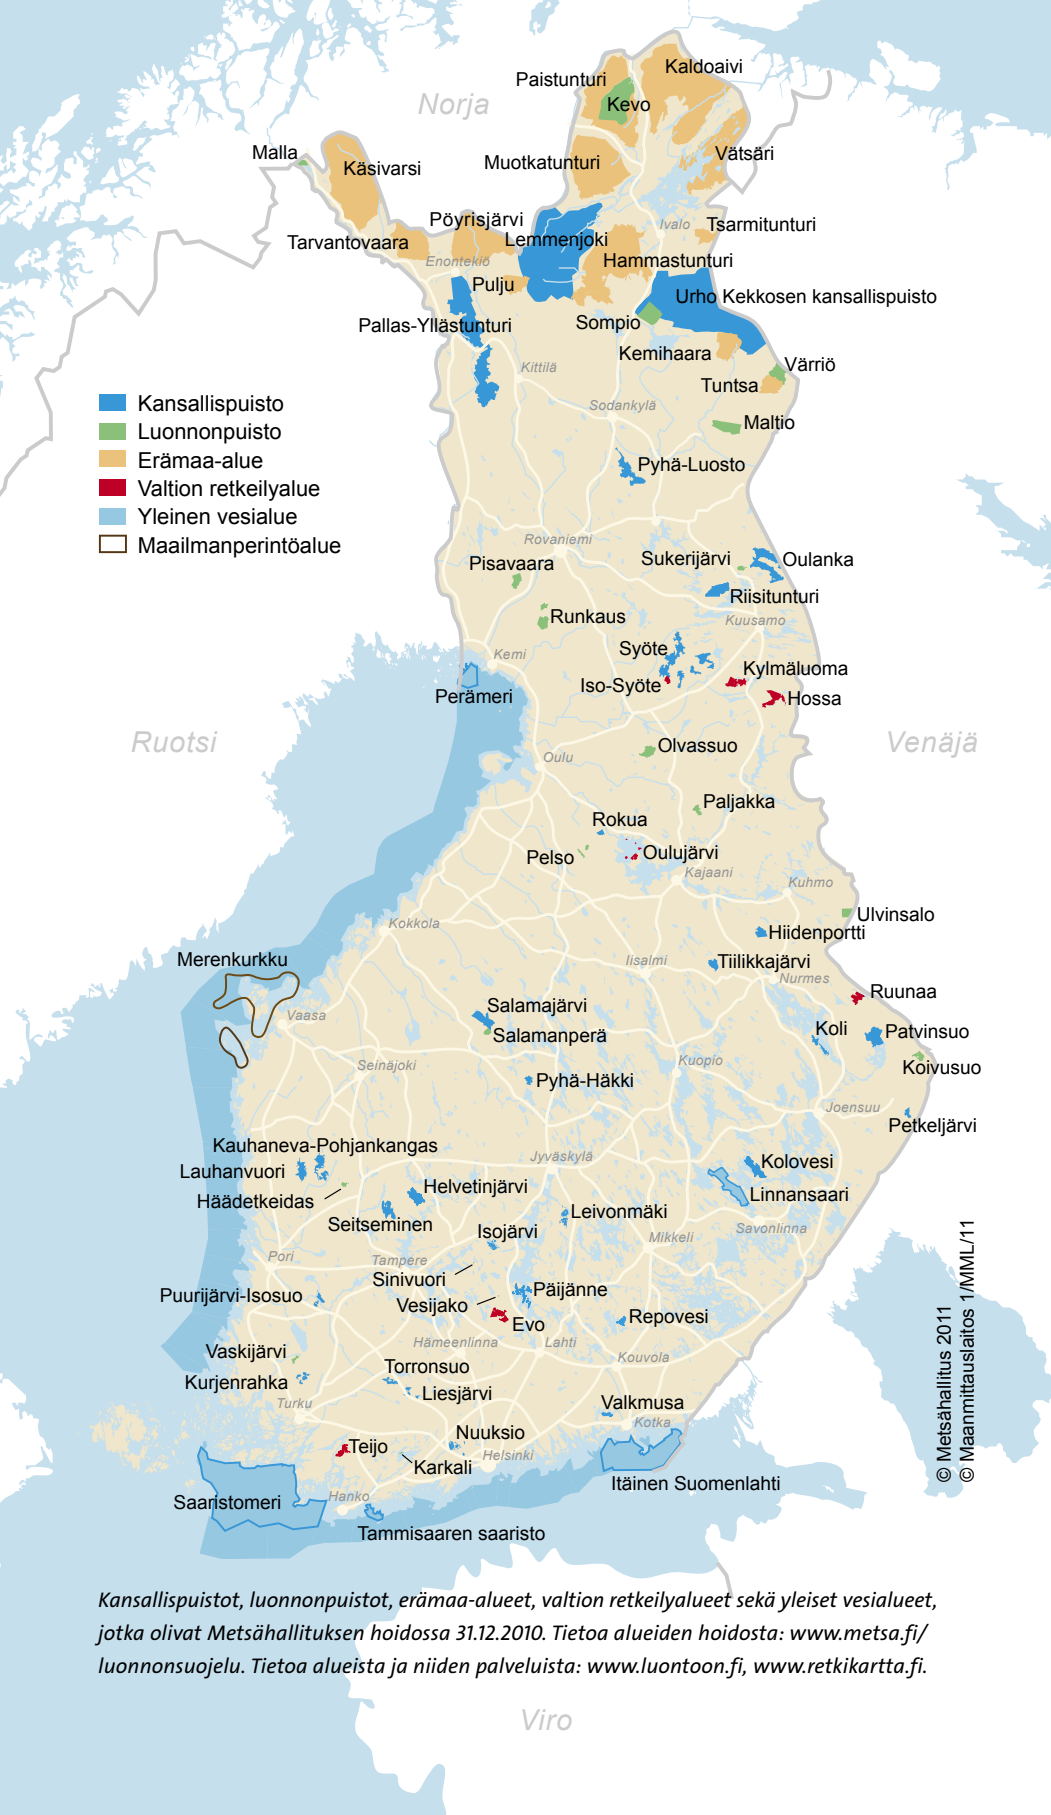 Kaldoaivi
Paistunturi
Kevo
Norja
Malla
Käsivarsi
Muotkatunturi
Vätsäri
Pöyrisjärvi
Ivalo
Tsarmitunturi
Tarvantovaara
Lemmenjoki
Enontekiö
Hammastunturi
Pulju
Urho Kekkosen kansallispuisto
Pallas-Yllästunturi
Sompio
Kemihaara
Värriö
Kittilä
Tuntsa
Sodankylä
Maltio
Kansallispuisto
Luonnonpuisto
Erämaa-alue
Valtion retkeilyalue
Yleinen vesialue
Maailmanperintöalue
Pyhä-Luosto
Rovaniemi
Pisavaara
Sukerijärvi
Oulanka
Riisitunturi
Runkaus
Kuusamo
Syöte
Kemi
Kylmäluoma
Iso-Syöte
Perämeri
Hossa
Ruotsi
Venäjä
Olvassuo
Oulu
Paljakka
Rokua
Pelso
Oulujärvi
Kajaani
Kuhmo
Ulvinsalo
Kokkola
Hiidenportti
Merenkurkku
Iisalmi
Tiilikkajärvi
Nurmes
Ruunaa
Salamajärvi
Vaasa
Koli
Patvinsuo
Salamanperä
Seinäjoki
Kuopio
Koivusuo
Pyhä-Häkki
Joensuu
Petkeljärvi
Kauhaneva-Pohjankangas
Jyväskylä
Kolovesi
Lauhanvuori
Helvetinjärvi
Linnansaari
Häädetkeidas
Seitseminen
Leivonmäki
Isojärvi
Savonlinna
Mikkeli
Pori
Tampere
Sinivuori
Päijänne
Puurijärvi-Isosuo
Vesijako
Evo
Repovesi
Hämeenlinna
Lahti
Vaskijärvi
Kouvola
Torronsuo
Kurjenrahka
Liesjärvi
Turku
Valkmusa
Kotka
Nuuksio
Teijo
Helsinki
Karkali
Itäinen Suomenlahti
Hanko
Saaristomeri
Tammisaaren saaristo
© Metsähallitus 2011
© Maanmittauslaitos 1/MML/11
Kansallispuistot, luonnonpuistot, erämaa-alueet, valtion retkeilyalueet sekä yleiset vesialueet,
jotka olivat Metsähallituksen hoidossa 31.12.2010. Tietoa alueiden hoidosta: www.metsa.fi/
luonnonsuojelu. Tietoa alueista ja niiden palveluista: www.luontoon.fi, www.retkikartta.fi.
Viro